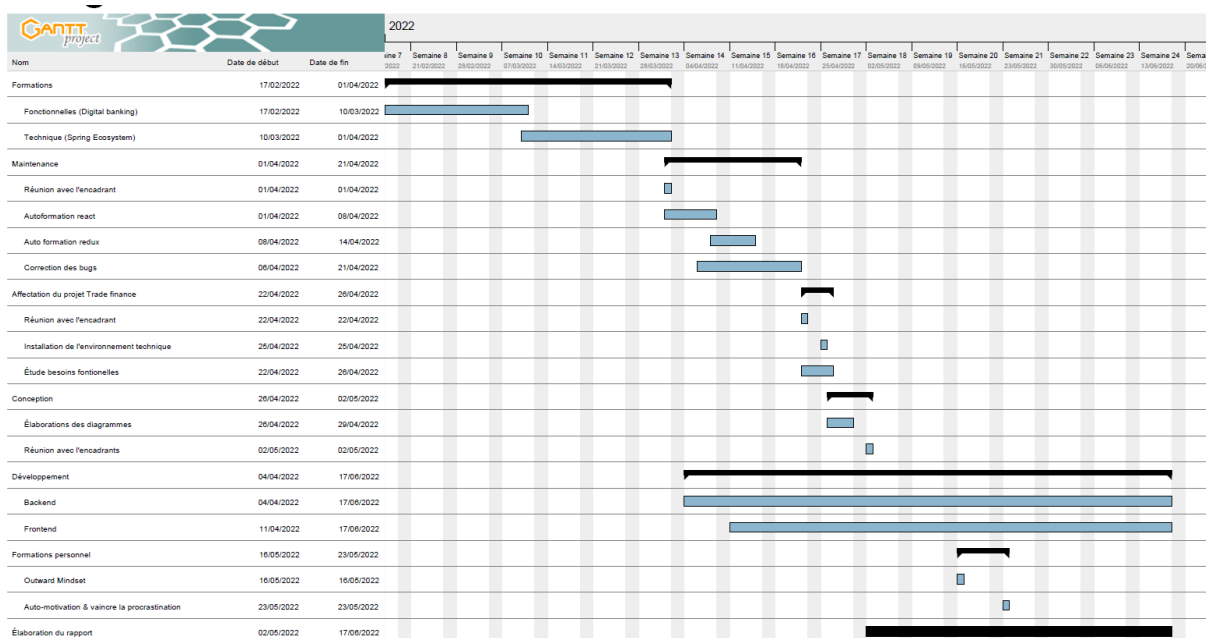 GANTT
project
2022
Nom Date de début Date de fin
ine 7 Semaine 8 Semaine 9 Semaine 10 Semaine 11 Semaine 12 Semaine 13 Semaine 14 Semaine 15 Semaine 16 Semaine 17 Semaine 18 Semaine 19 Semaine 20 Semaine 21 Semaine 22 Semaine 23 Semaine 24 Sema
2022 21/02/2022 28/02/2022 07/03/2022 14/03/2022 21/03/2022 28/03/2022 04/04/2022 11/04/2022 18/04/2022 25/04/2022 02/05/2022 09/05/2022 16/05/2022 23/05/2022 30/05/2022 06/06/2022 13/06/2022
Formations 17/02/2022 01/04/2022
Fonctionnelles (Digital banking) 17/02/2022 10/03/2022
Technique (Spring Ecosystem) 10/03/2022 01/04/2022
Maintenance 01/04/2022 21/04/2022
Réunion avec l'encadrant 01/04/2022 01/04/2022
Autoformation react 01/04/2022 08/04/2022
Auto formation redux 08/04/2022 14/04/2022
Correction des bugs 06/04/2022 21/04/2022
Affectation du projet Trade finance 22/04/2022 26/04/2022
Réunion avec l'encadrant 22/04/2022 22/04/2022
Installation de l'environnement technique 25/04/2022 25/04/2022
Étude besoins fontionelles 22/04/2022 26/04/2022
Conception 26/04/2022 02/05/2022
Élaborations des diagrammes 26/04/2022 29/04/2022
Réunion avec l'encadrants 02/05/2022 02/05/2022
Développement 04/04/2022 17/06/2022
Backend 04/04/2022 17/06/2022
Frontend 11/04/2022 17/06/2022
Formations personnel 16/05/2022 23/05/2022
Outward Mindset 16/05/2022 16/05/2022
Auto-motivation & vaincre la procrastination 23/05/2022 23/05/2022
Élaboration du rapport 02/05/2022 17/06/2022